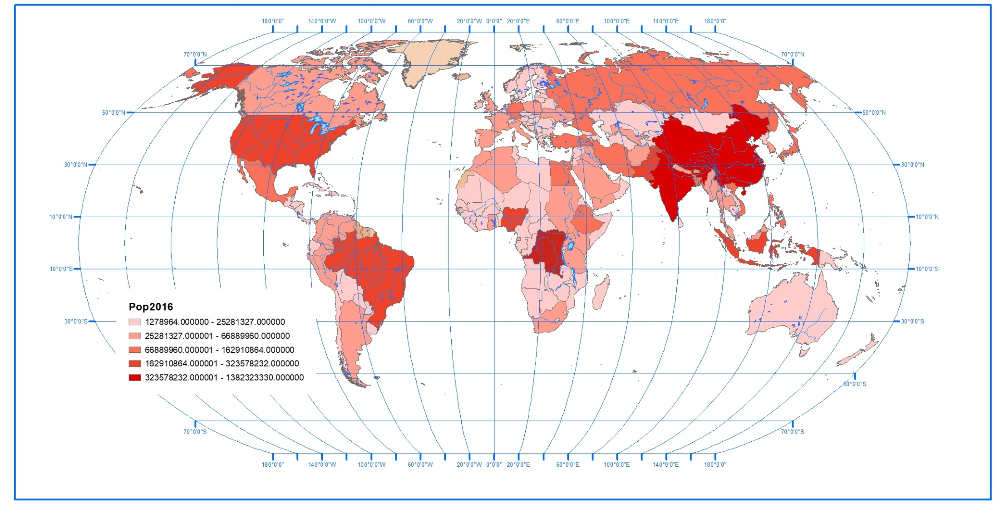 180°0'0" 140°0'0"W 100°0'0"W 60°0'0"W 20°0'0"W 0°0'0" 20°0'0"E 60°0'0"E 100°0'0"E 140°0'0"E 180°0'0"
70°0'0"N 70°0'0"N
50°0'0"N 50°0'0"N
30°0'0"N 30°0'0"N
10°0'0"N 10°0'0"N
10°0'0"S 10°0'0"S
Pop2016
30°0'0"S 30°0'0"S
1278964.000000 - 25281327.000000
25281327.000001 - 66889960.000000
66889960.000001 - 162910864.000000
162910864.000001 - 323578232.000000
323578232.000001 - 1382323330.000000
50°0'0"S
70°0'0"S 70°0'0"S
180°0'0" 140°0'0"W 100°0'0"W 60°0'0"W 20°0'0"W 0°0'0" 20°0'0"E 60°0'0"E 100°0'0"E 140°0'0"E 180°0'0"